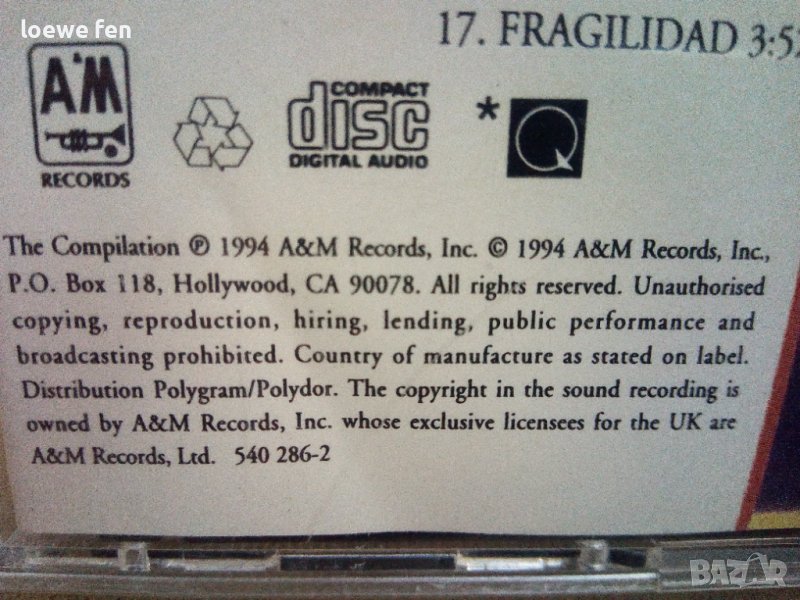 loewe fen
17. FRAGILIDAD 3:52
A&M
RECORDS
COMPACT
disc
DIGITAL AUDIO
* Q
The Compilation ℗ 1994 A&M Records, Inc. © 1994 A&M Records, Inc.,
P.O. Box 118, Hollywood, CA 90078. All rights reserved. Unauthorised
copying, reproduction, hiring, lending, public performance and
broadcasting prohibited. Country of manufacture as stated on label.
Distribution Polygram/Polydor. The copyright in the sound recording is
owned by A&M Records, Inc. whose exclusive licensees for the UK are
A&M Records, Ltd. 540 286-2
BAZAR